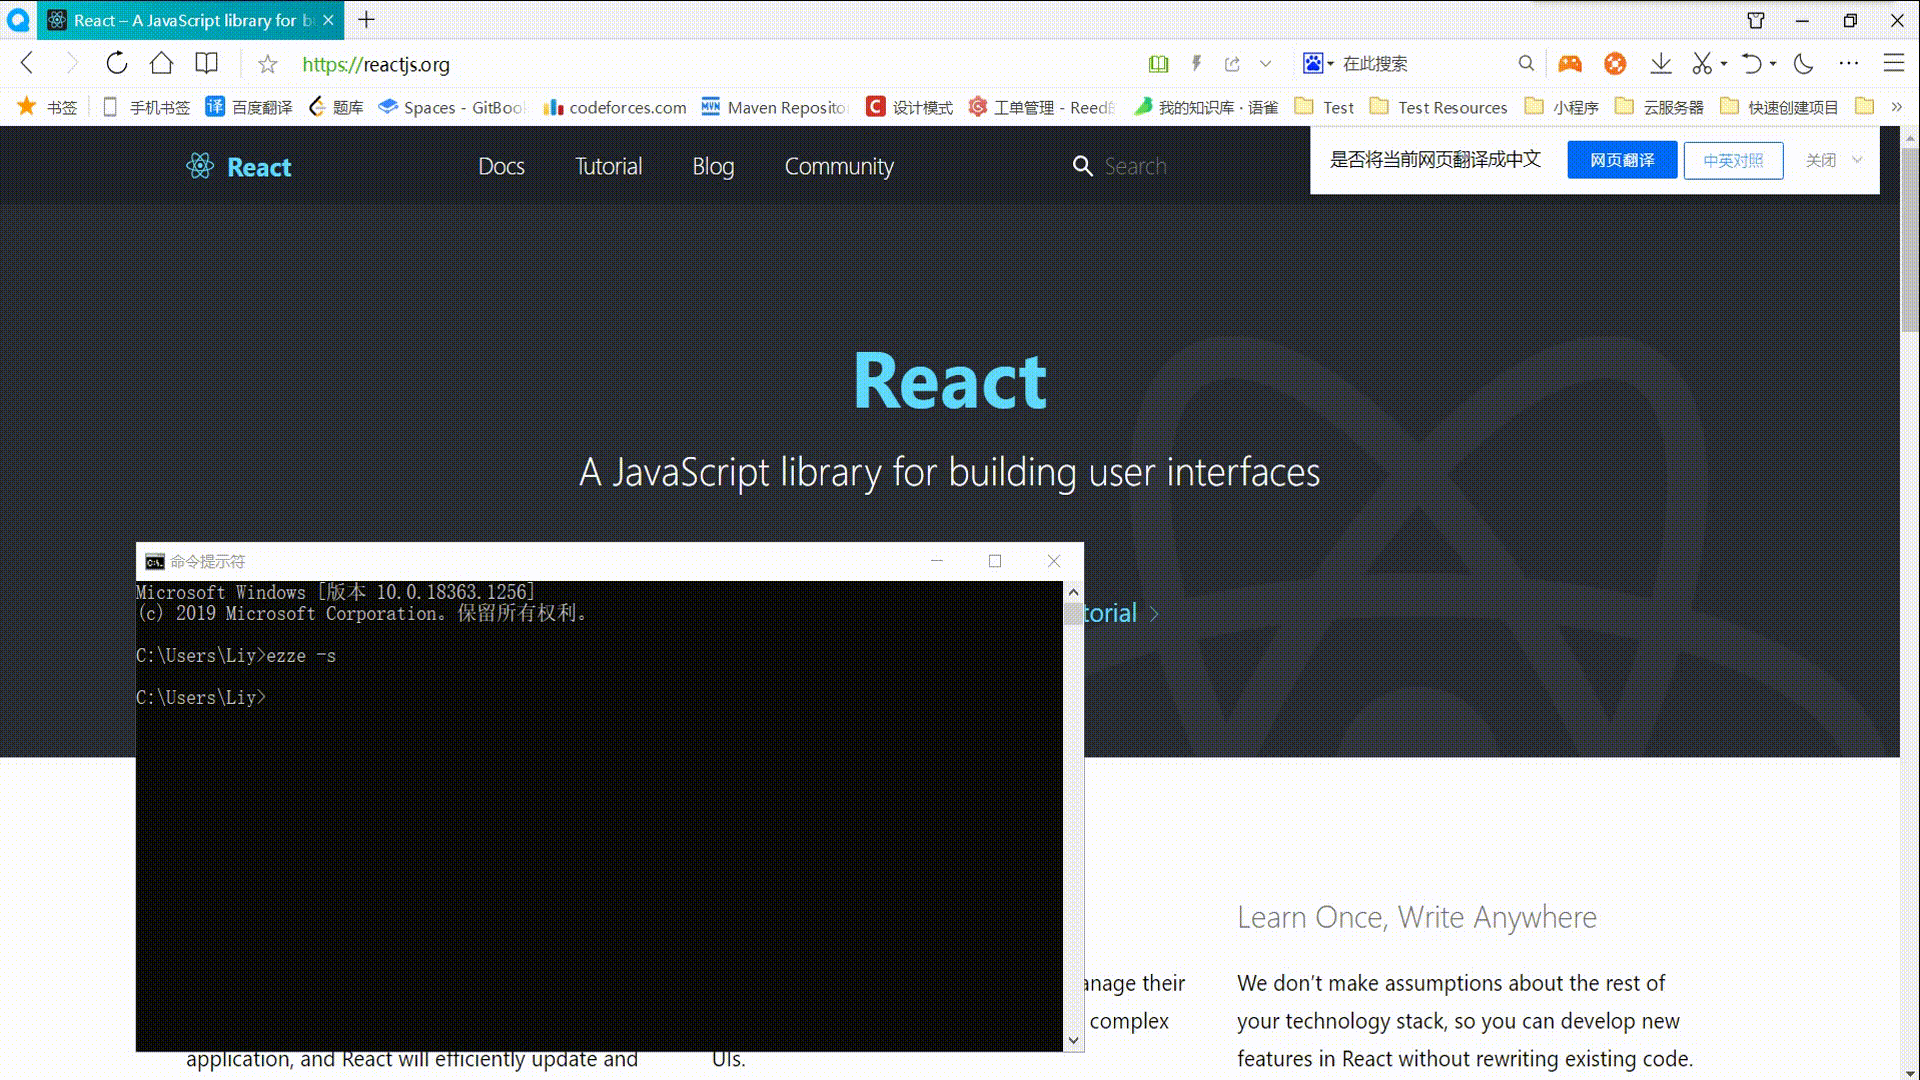 React – A JavaScript library for b
https://reactjs.org
在此搜索
书签
手机书签
译 百度翻译
题库
Spaces - GitBoo
codeforces.com
MVN Maven Reposito
C 设计模式
工单管理 - Reed
我的知识库 · 语雀
Test
Test Resources
小程序
云服务器
快速创建项目
React
Docs
Tutorial
Blog
Community
Search
是否将当前网页翻译成中文
网页翻译
中英对照
关闭
React
A JavaScript library for building user interfaces
torial
命令提示符
Microsoft Windows [版本 10.0.18363.1256]
(c) 2019 Microsoft Corporation。保留所有权利。
C:\Users\Liy>ezze -s
C:\Users\Liy>
application, and React will efficiently update and
anage their
complex
UIs.
Learn Once, Write Anywhere
We don’t make assumptions about the rest of
your technology stack, so you can develop new
features in React without rewriting existing code.